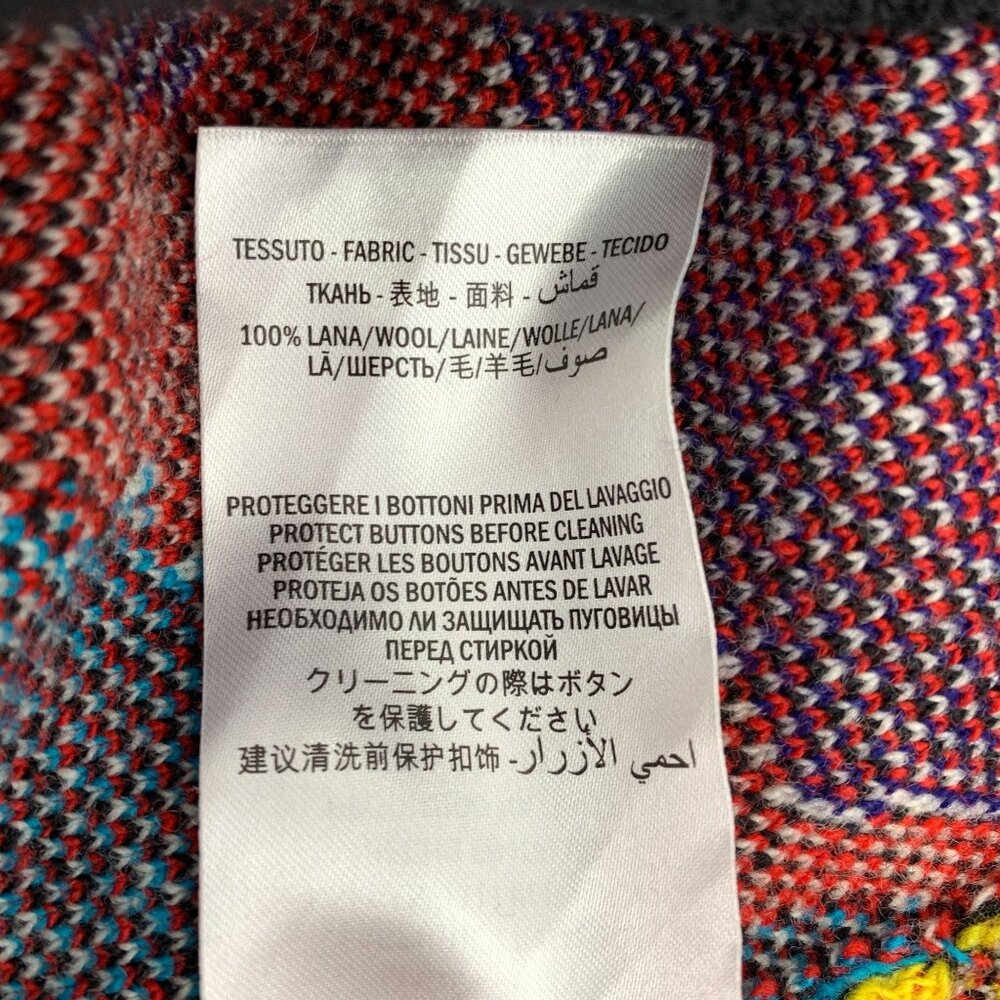 TESSUTO - FABRIC - TISSU - GEWEBE - TECIDO
ТКАНЬ - 表地 - 面料 - قماش
100% LANA/WOOL/LAINE/WOLLE/LANA/
LÃ/ШЕРСТЬ/毛/羊毛/صوف
PROTEGGERE I BOTTONI PRIMA DEL LAVAGGIO
PROTECT BUTTONS BEFORE CLEANING
PROTÉGER LES BOUTONS AVANT LAVAGE
PROTEJA OS BOTÕES ANTES DE LAVAR
НЕОБХОДИМО ЛИ ЗАЩИЩАТЬ ПУГОВИЦЫ
ПЕРЕД СТИРКОЙ
クリーニングの際はボタン
を保護してください
建议清洗前保护扣饰 - احمي الأزرار